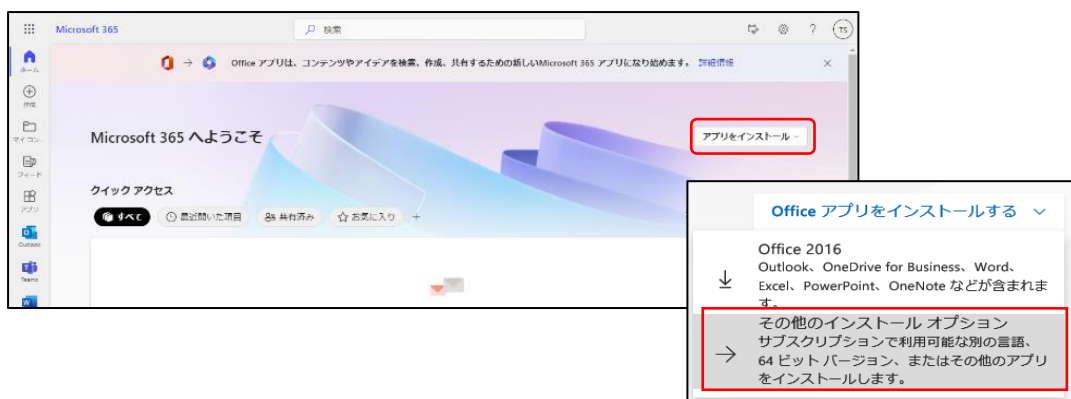 Microsoft 365
検索
?
TS
Office アプリは、コンテンツやアイデアを検索、作成、共有するための新しいMicrosoft 365 アプリになり始めます。 詳細情報
ホーム
作成
マイ コン...
フィード
アプリ
Outlook
Teams
Microsoft 365 へようこそ
アプリをインストール
クイック アクセス
すべて
最近開いた項目
共有済み
お気に入り
+
Office アプリをインストールする
Office 2016
Outlook、OneDrive for Business、Word、
Excel、PowerPoint、OneNote などが含まれま
す。
その他のインストール オプション
サブスクリプションで利用可能な別の言語、
64 ビット バージョン、またはその他のアプリ
をインストールします。